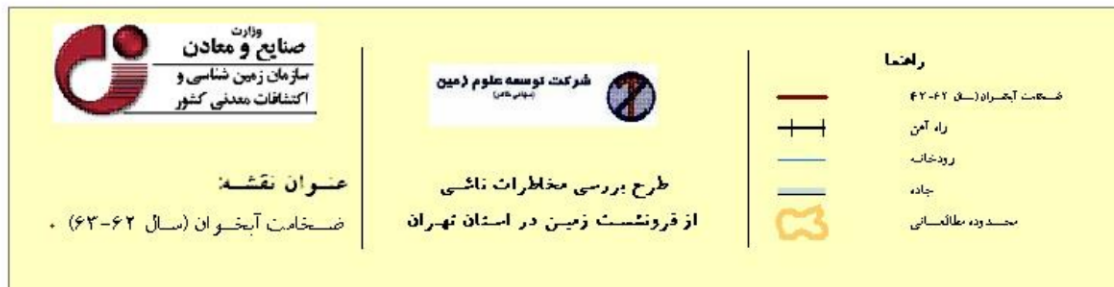 وزارت
صنایع و معادن
سازمان زمین شناسی و
اکتشافات معدنی کشور
عنوان نقشه:
ضخامت آبخوان (سال ۶۲-۶۳)
شرکت توسعه علوم زمین
(سهامی خاص)
طرح بررسی مخاطرات ناشی
از فرونشست زمین در استان تهران
راهنما
ضخامت آبخوان (سال ۶۲-۶۳)
راه آهن
رودخانه
جاده
محدوده مطالعاتی